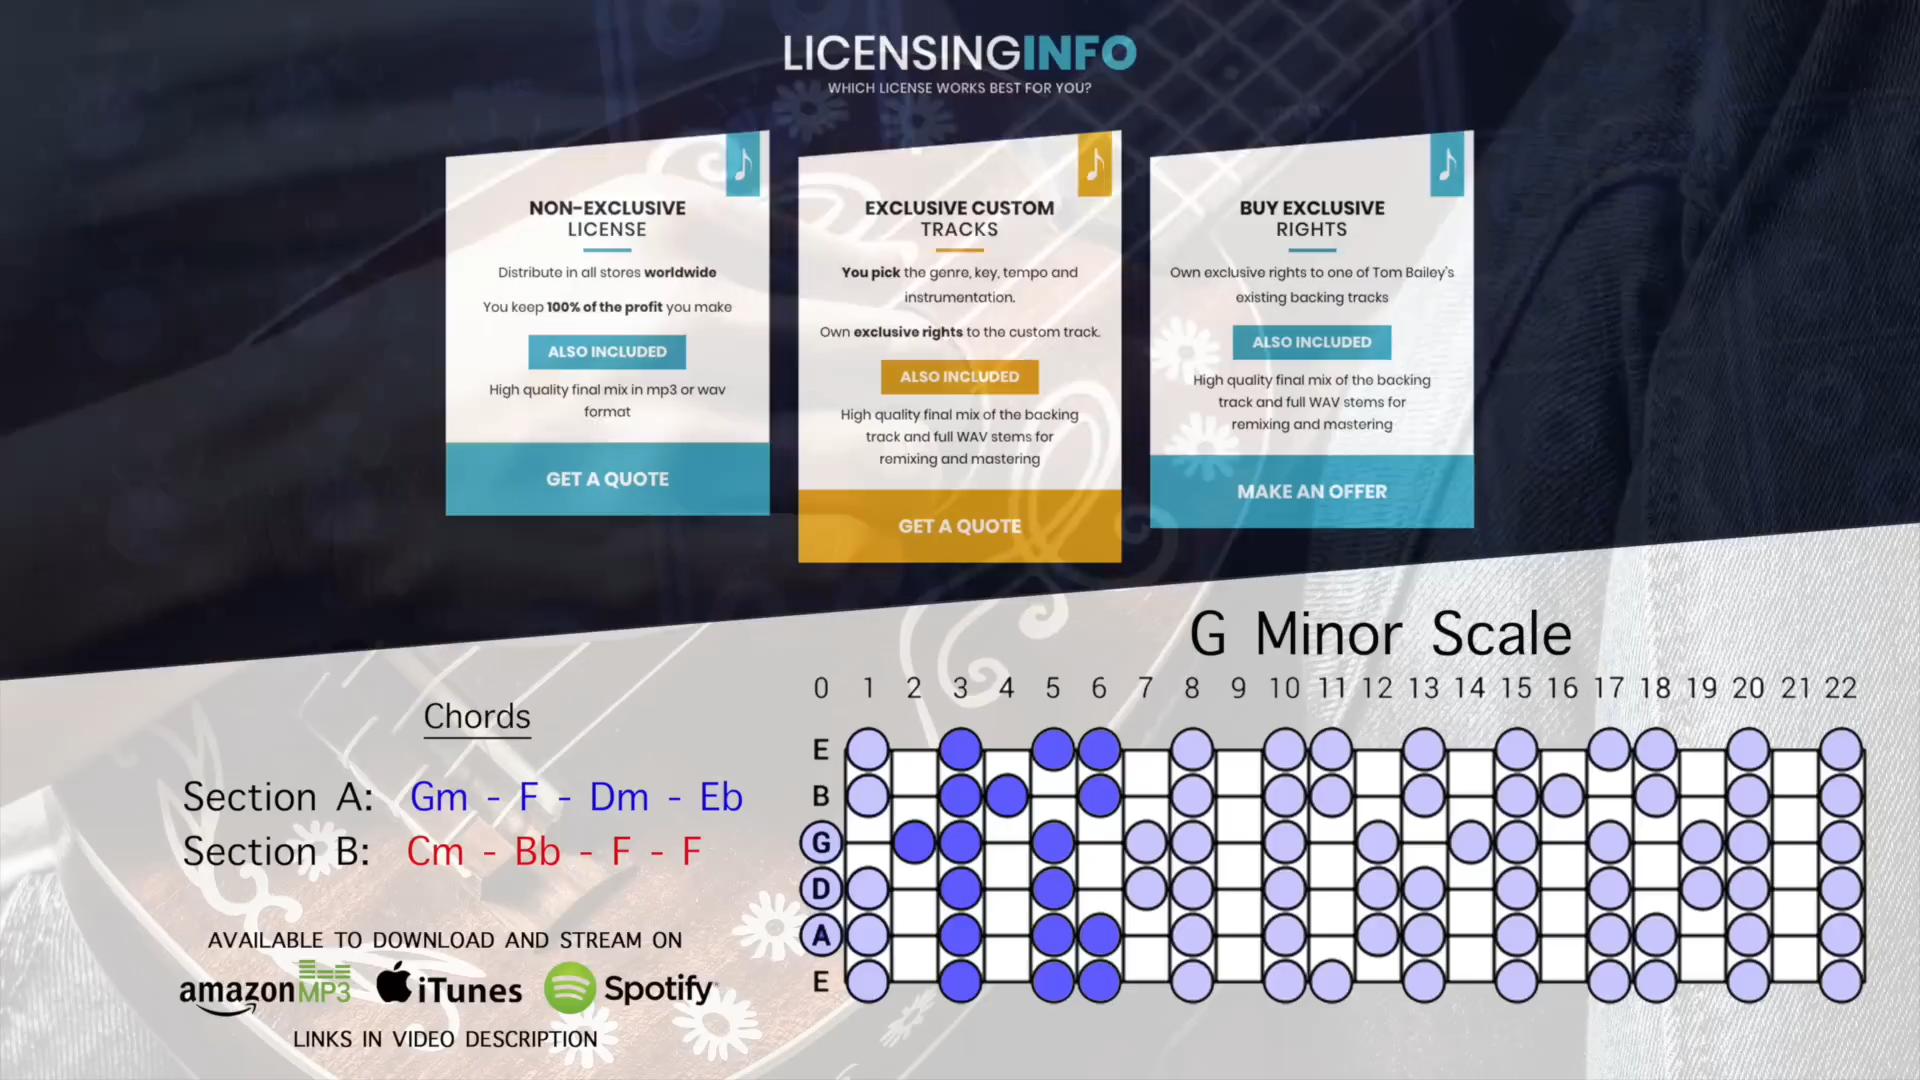 LICENSINGINFO
WHICH LICENSE WORKS BEST FOR YOU?
NON-EXCLUSIVE
LICENSE
Distribute in all stores worldwide
You keep 100% of the profit you make
ALSO INCLUDED
High quality final mix in mp3 or wav
format
GET A QUOTE
EXCLUSIVE CUSTOM
TRACKS
You pick the genre, key, tempo and
instrumentation.
Own exclusive rights to the custom track.
ALSO INCLUDED
High quality final mix of the backing
track and full WAV stems for
remixing and mastering
GET A QUOTE
BUY EXCLUSIVE
RIGHTS
Own exclusive rights to one of Tom Bailey's
existing backing tracks
ALSO INCLUDED
High quality final mix of the backing
track and full WAV stems for
remixing and mastering
MAKE AN OFFER
Chords
Section A: Gm - F - Dm - Eb
Section B: Cm - Bb - F - F
AVAILABLE TO DOWNLOAD AND STREAM ON
amazonMP3 iTunes Spotify
LINKS IN VIDEO DESCRIPTION
G Minor Scale
0 1 2 3 4 5 6 7 8 9 10 11 12 13 14 15 16 17 18 19 20 21 22
E
B
G
D
A
E